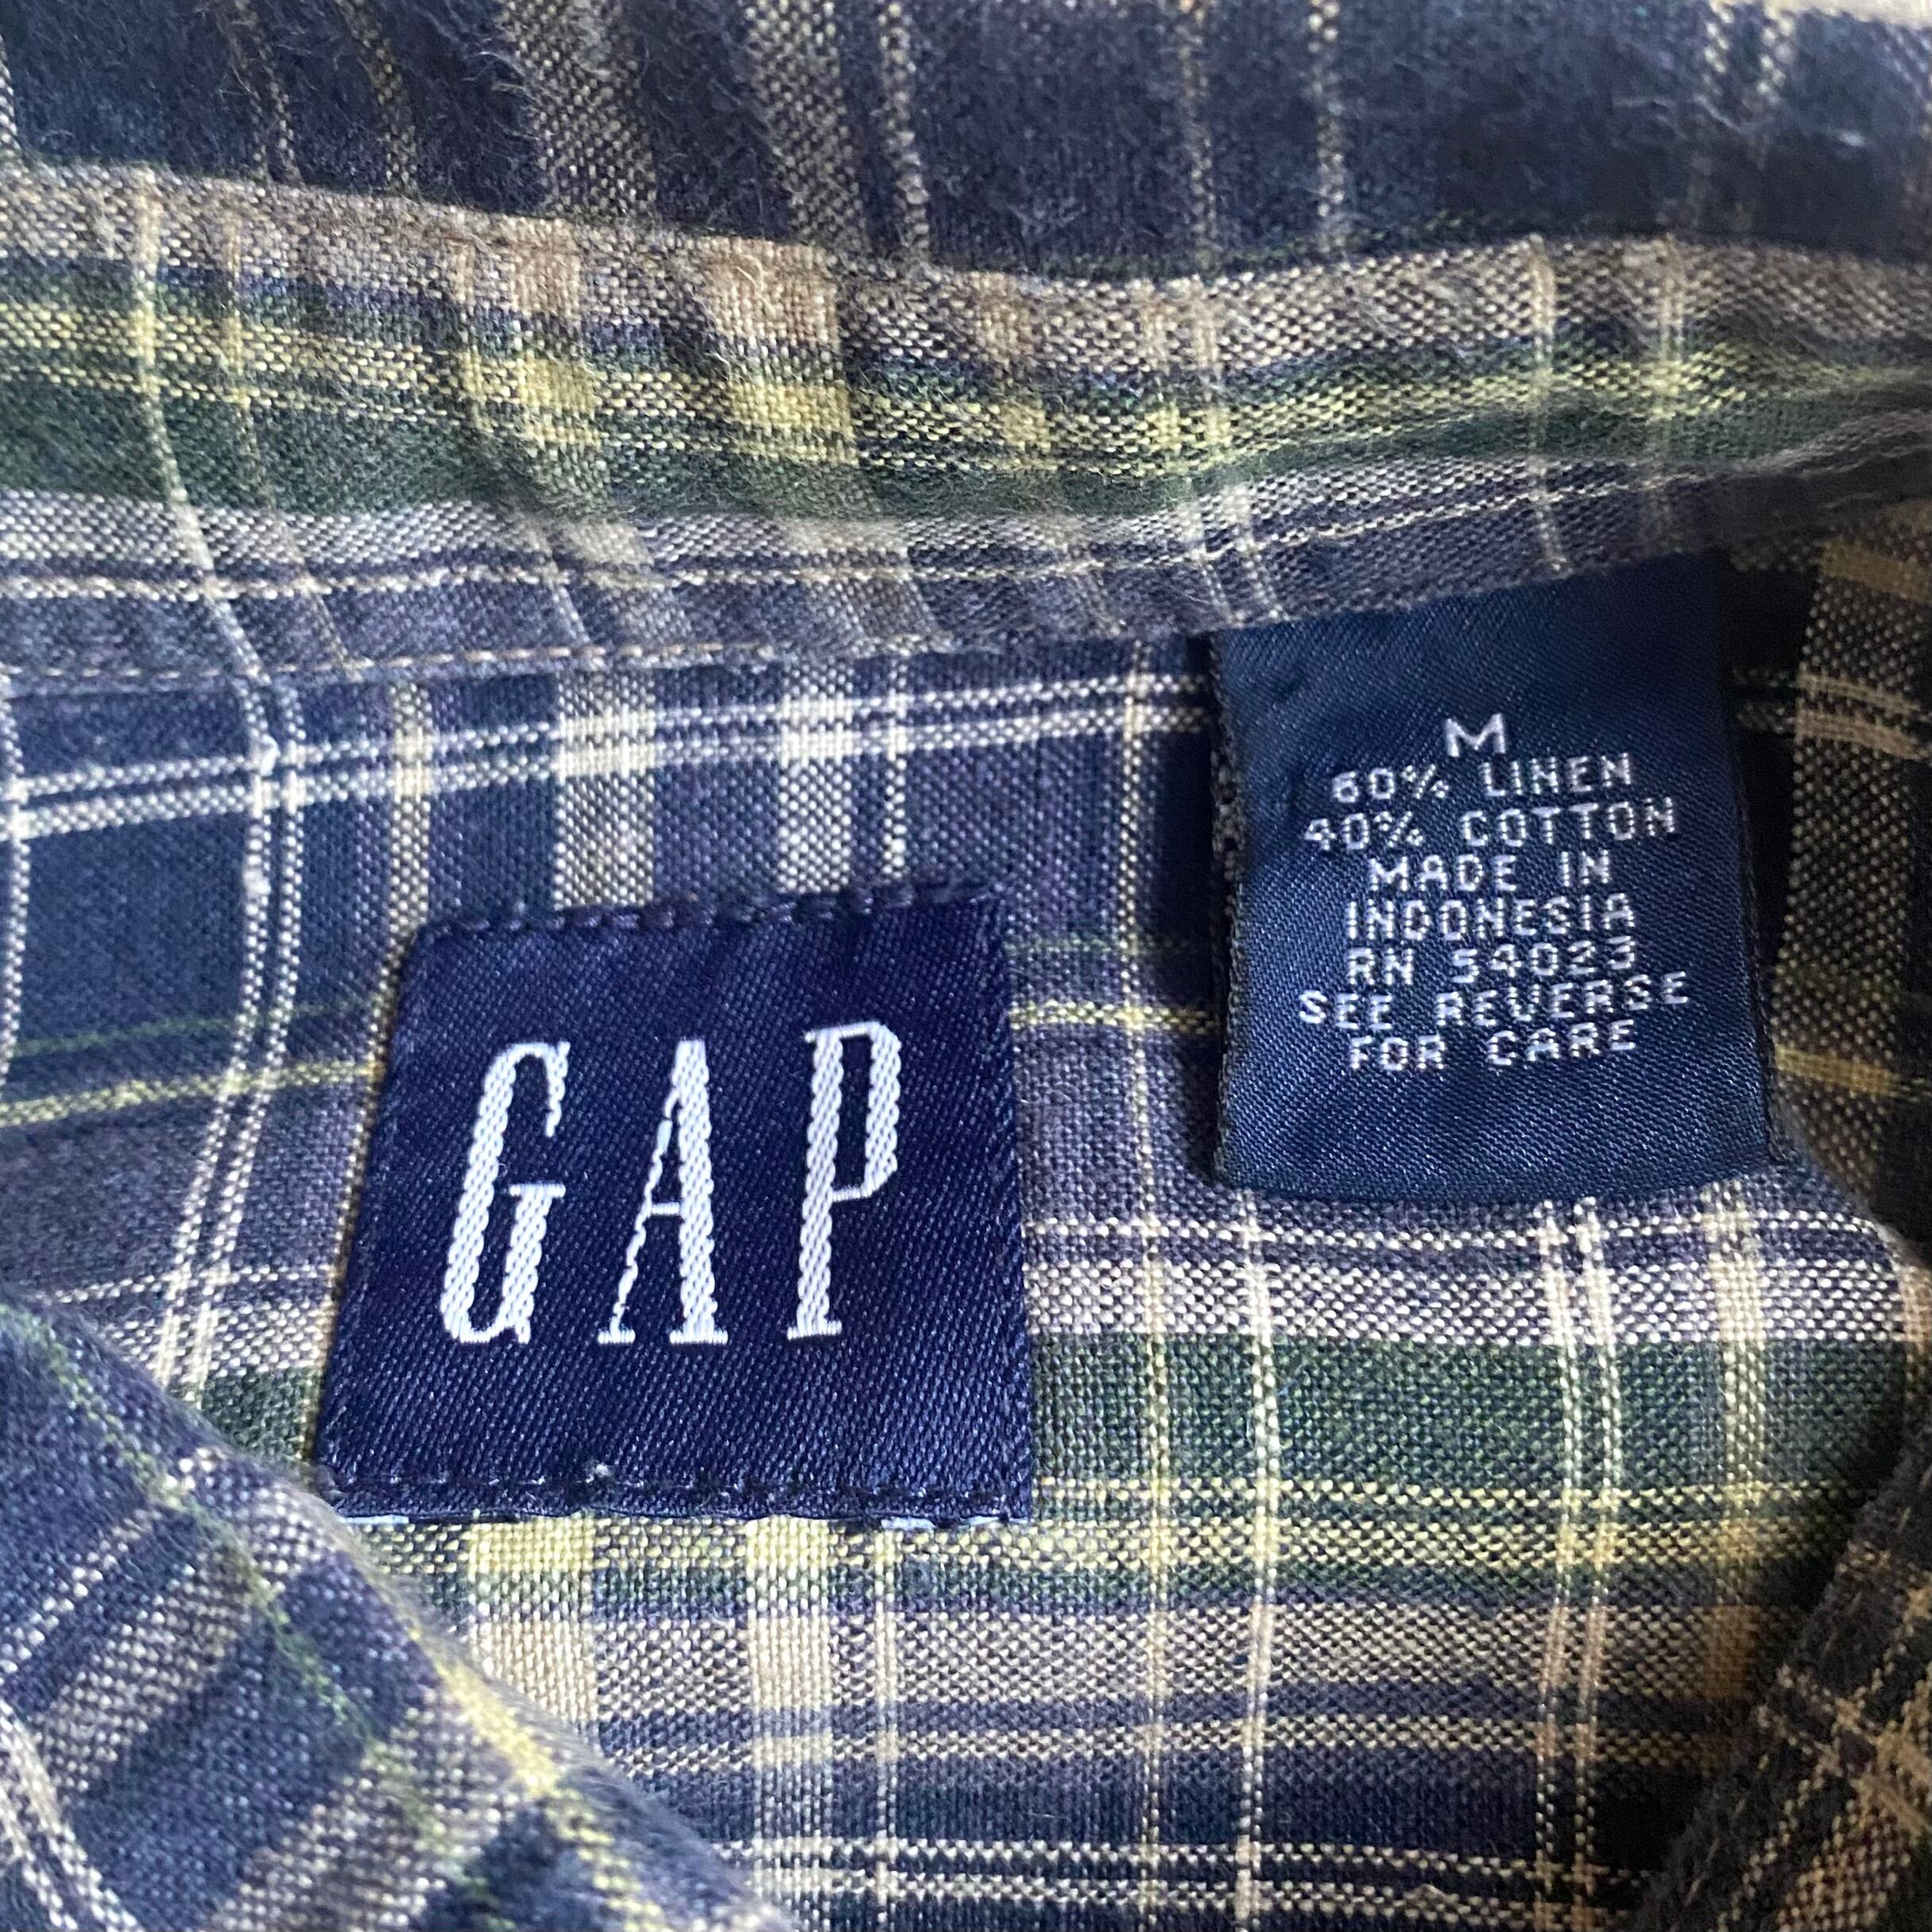 GAP
M
60% LINEN
40% COTTON
MADE IN
INDONESIA
RN 54023
SEE REVERSE
FOR CARE